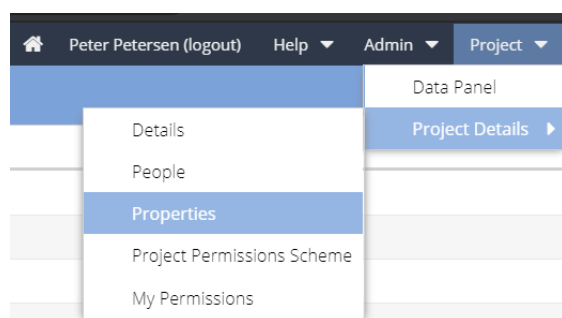 Peter Petersen (logout) Help Admin Project
Data Panel
Project Details
Details
People
Properties
Project Permissions Scheme
My Permissions